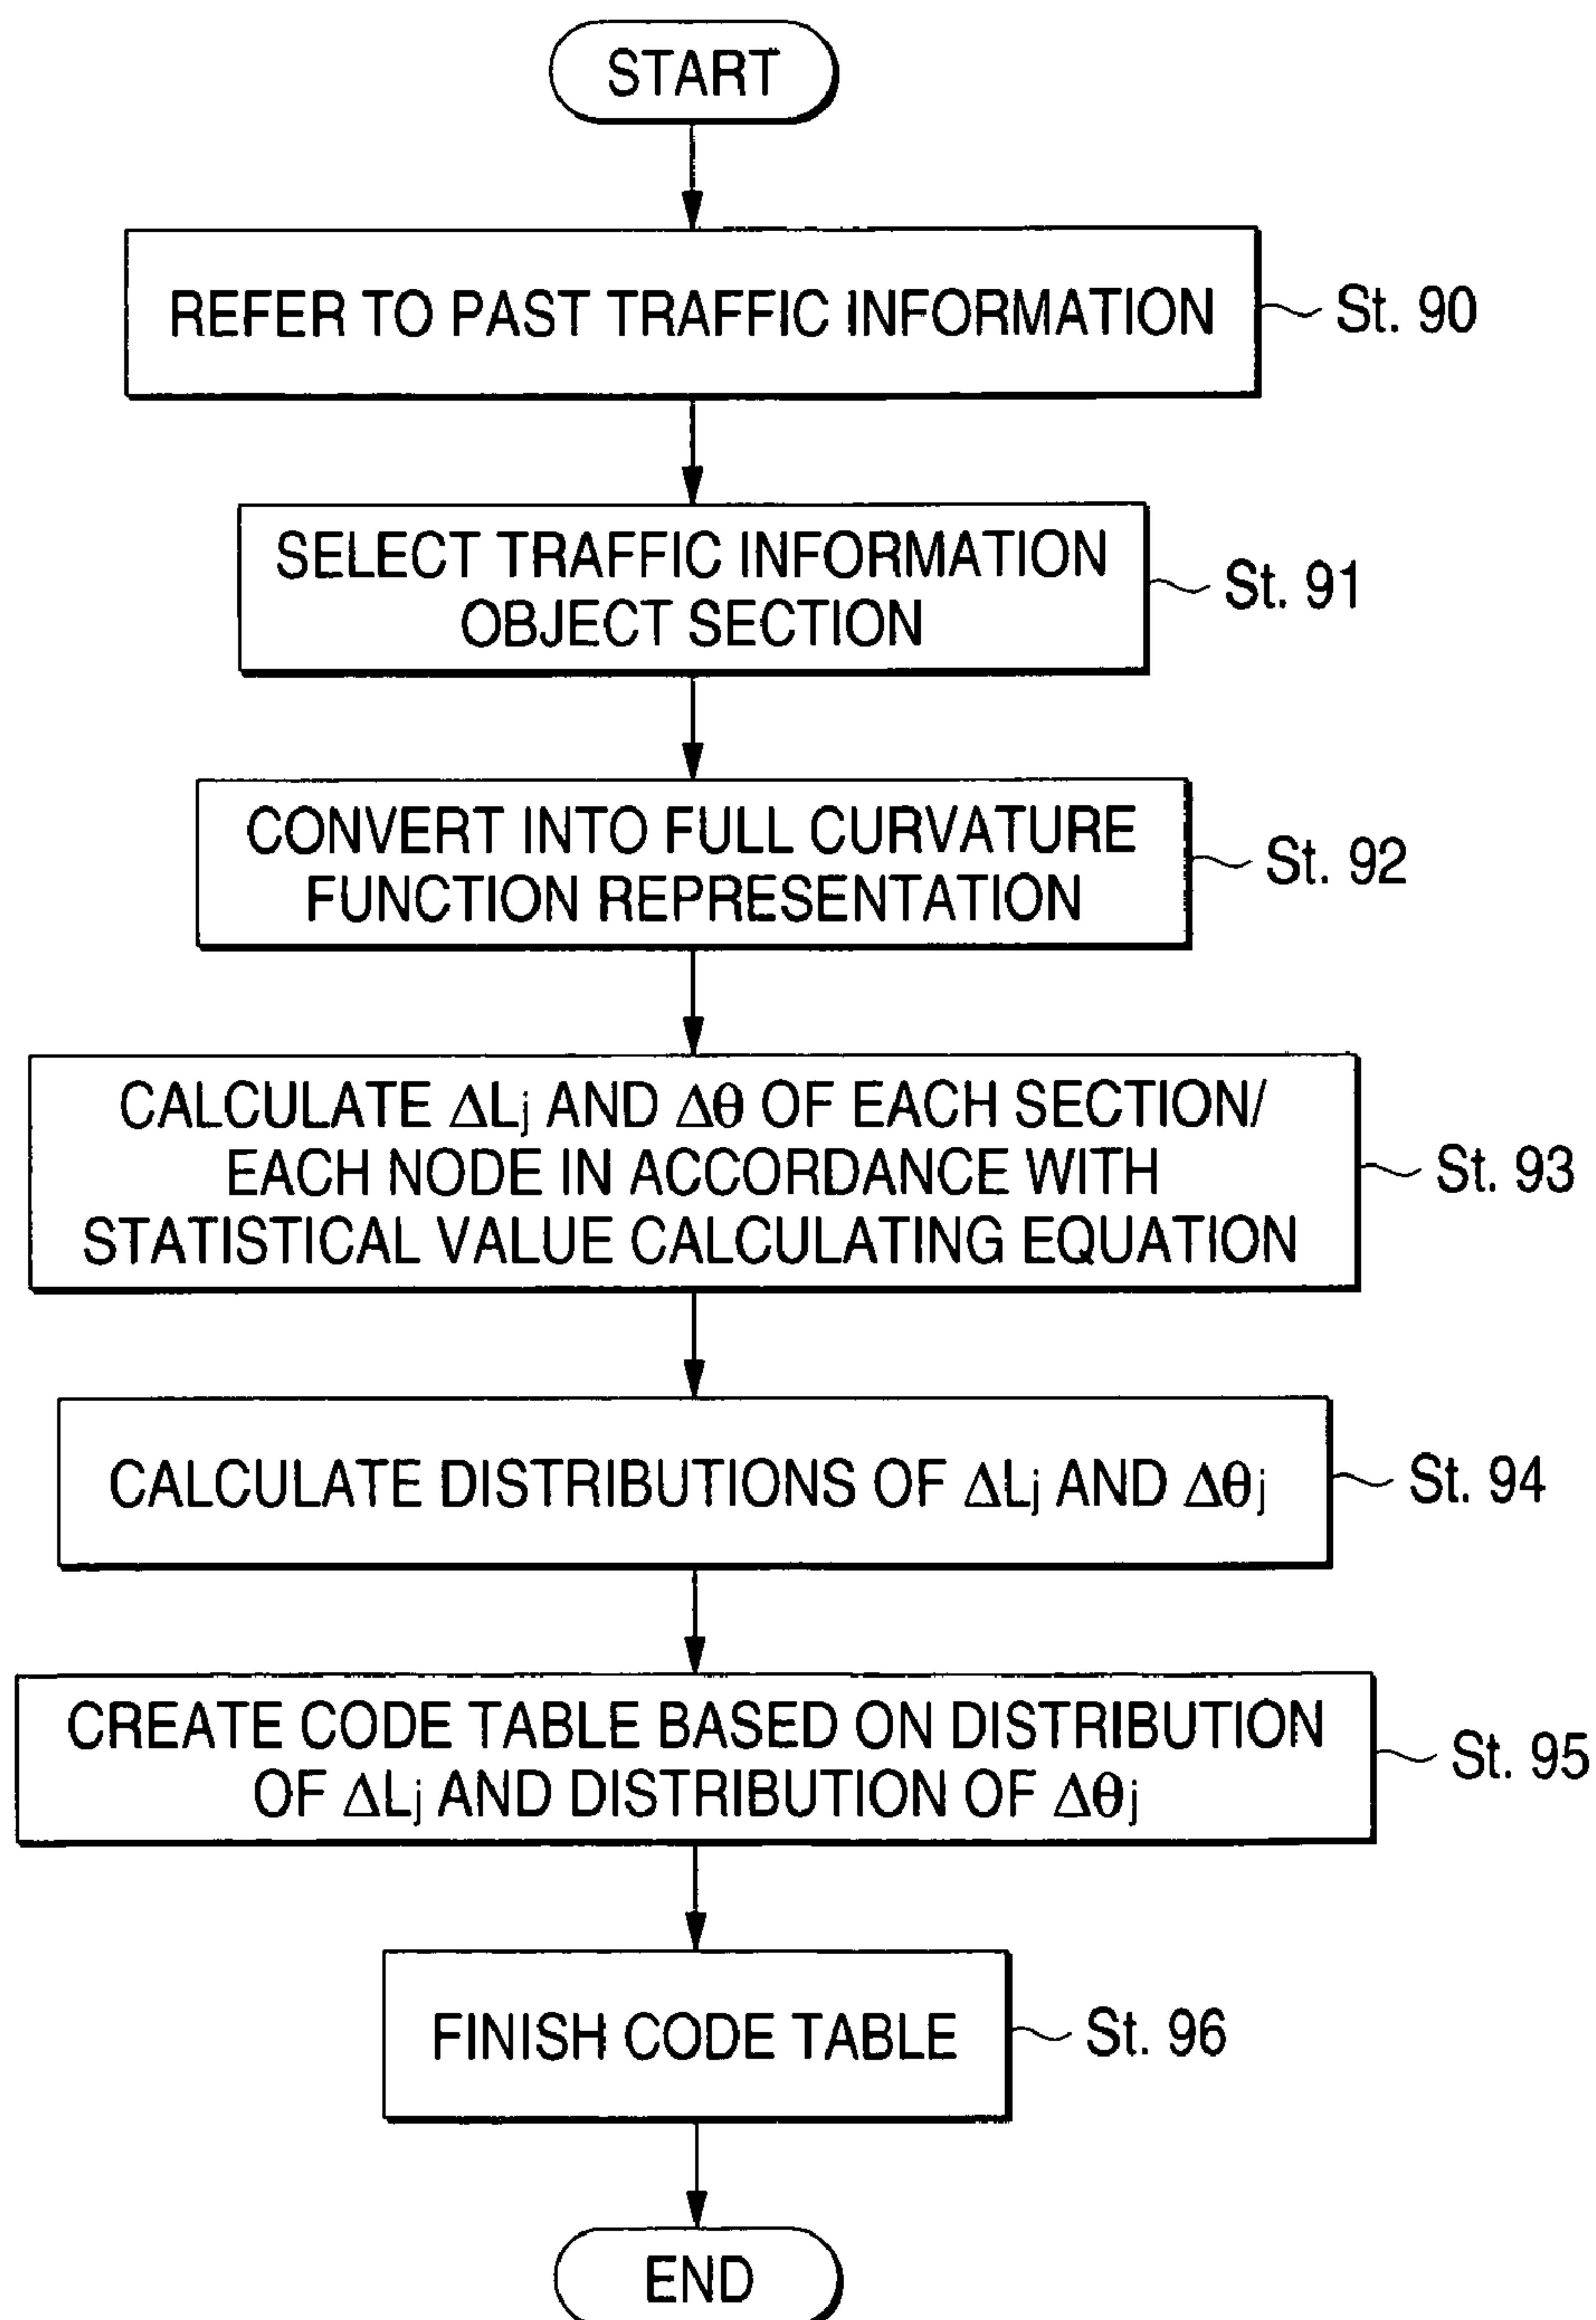 START
REFER TO PAST TRAFFIC INFORMATION
St. 90
SELECT TRAFFIC INFORMATION
OBJECT SECTION
St. 91
CONVERT INTO FULL CURVATURE
FUNCTION REPRESENTATION
St. 92
CALCULATE ΔLj AND Δθ OF EACH SECTION/
EACH NODE IN ACCORDANCE WITH
STATISTICAL VALUE CALCULATING EQUATION
St. 93
CALCULATE DISTRIBUTIONS OF ΔLj AND Δθj
St. 94
CREATE CODE TABLE BASED ON DISTRIBUTION
OF ΔLj AND DISTRIBUTION OF Δθj
St. 95
FINISH CODE TABLE
St. 96
END